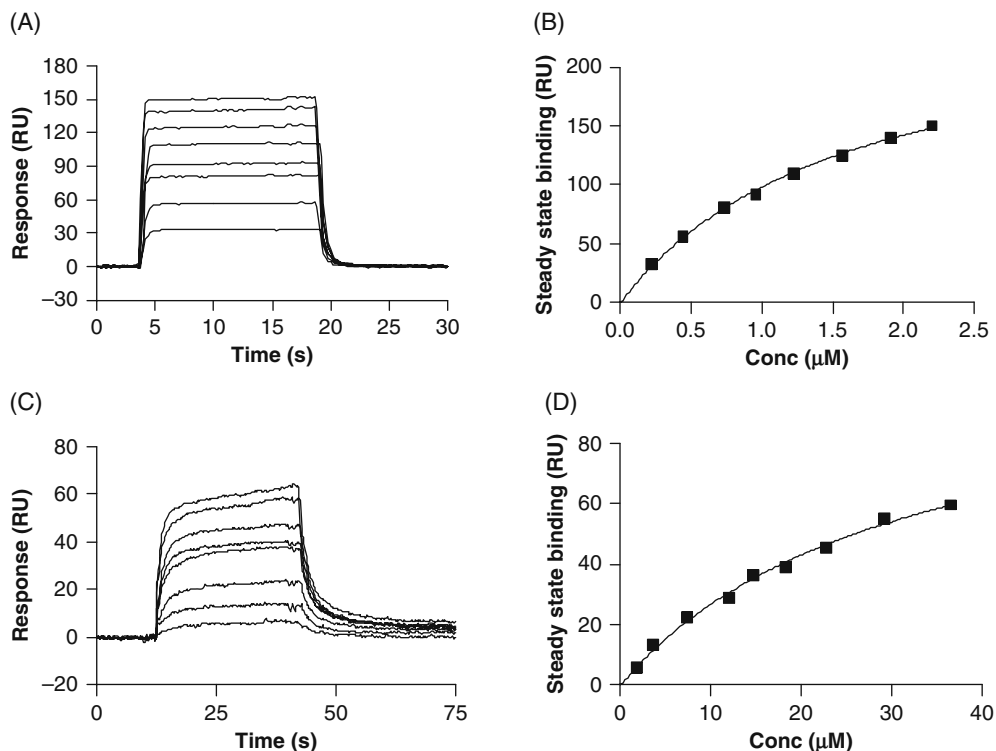 (A)
180
150
120
90
60
30
0
−30
Response (RU)
0 5 10 15 20 25 30
Time (s)
(B)
200
150
100
50
0
Steady state binding (RU)
0.0 0.5 1.0 1.5 2.0 2.5
Conc (μM)
(C)
80
60
40
20
0
−20
Response (RU)
0 25 50 75
Time (s)
(D)
80
60
40
20
0
Steady state binding (RU)
0 10 20 30 40
Conc (μM)